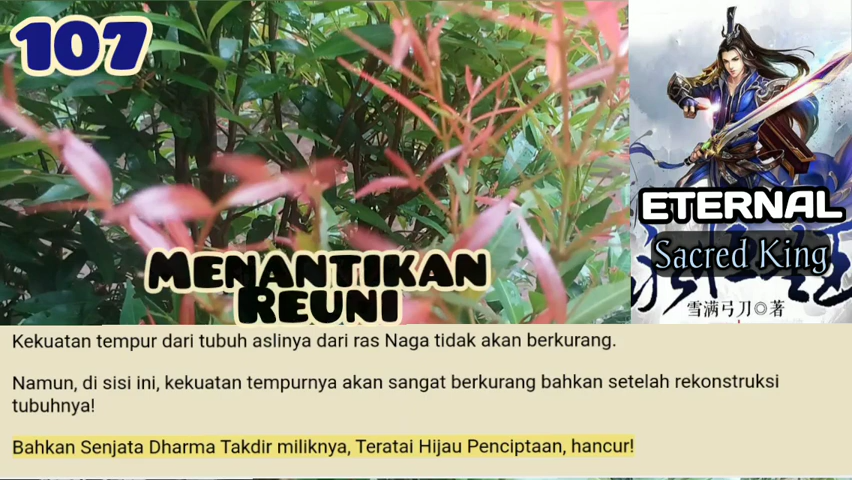 107
MENANTIKAN
REUNI
ETERNAL
Sacred King
雪满弓刀◎著
Kekuatan tempur dari tubuh aslinya dari ras Naga tidak akan berkurang.
Namun, di sisi ini, kekuatan tempurnya akan sangat berkurang bahkan setelah rekonstruksi
tubuhnya!
Bahkan Senjata Dharma Takdir miliknya, Teratai Hijau Penciptaan, hancur!